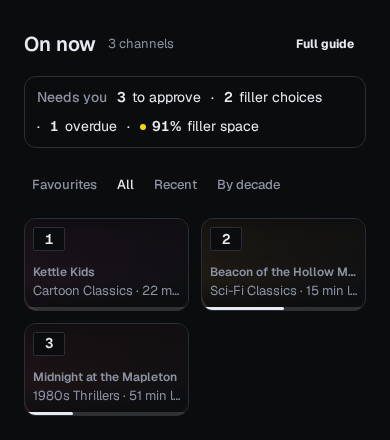 On now 3 channels Full guide
Needs you 3 to approve · 2 filler choices
· 1 overdue · 91% filler space
Favourites All Recent By decade
1 2
Kettle Kids Beacon of the Hollow M…
Cartoon Classics · 22 m… Sci-Fi Classics · 15 min l…
3
Midnight at the Mapleton
1980s Thrillers · 51 min l…